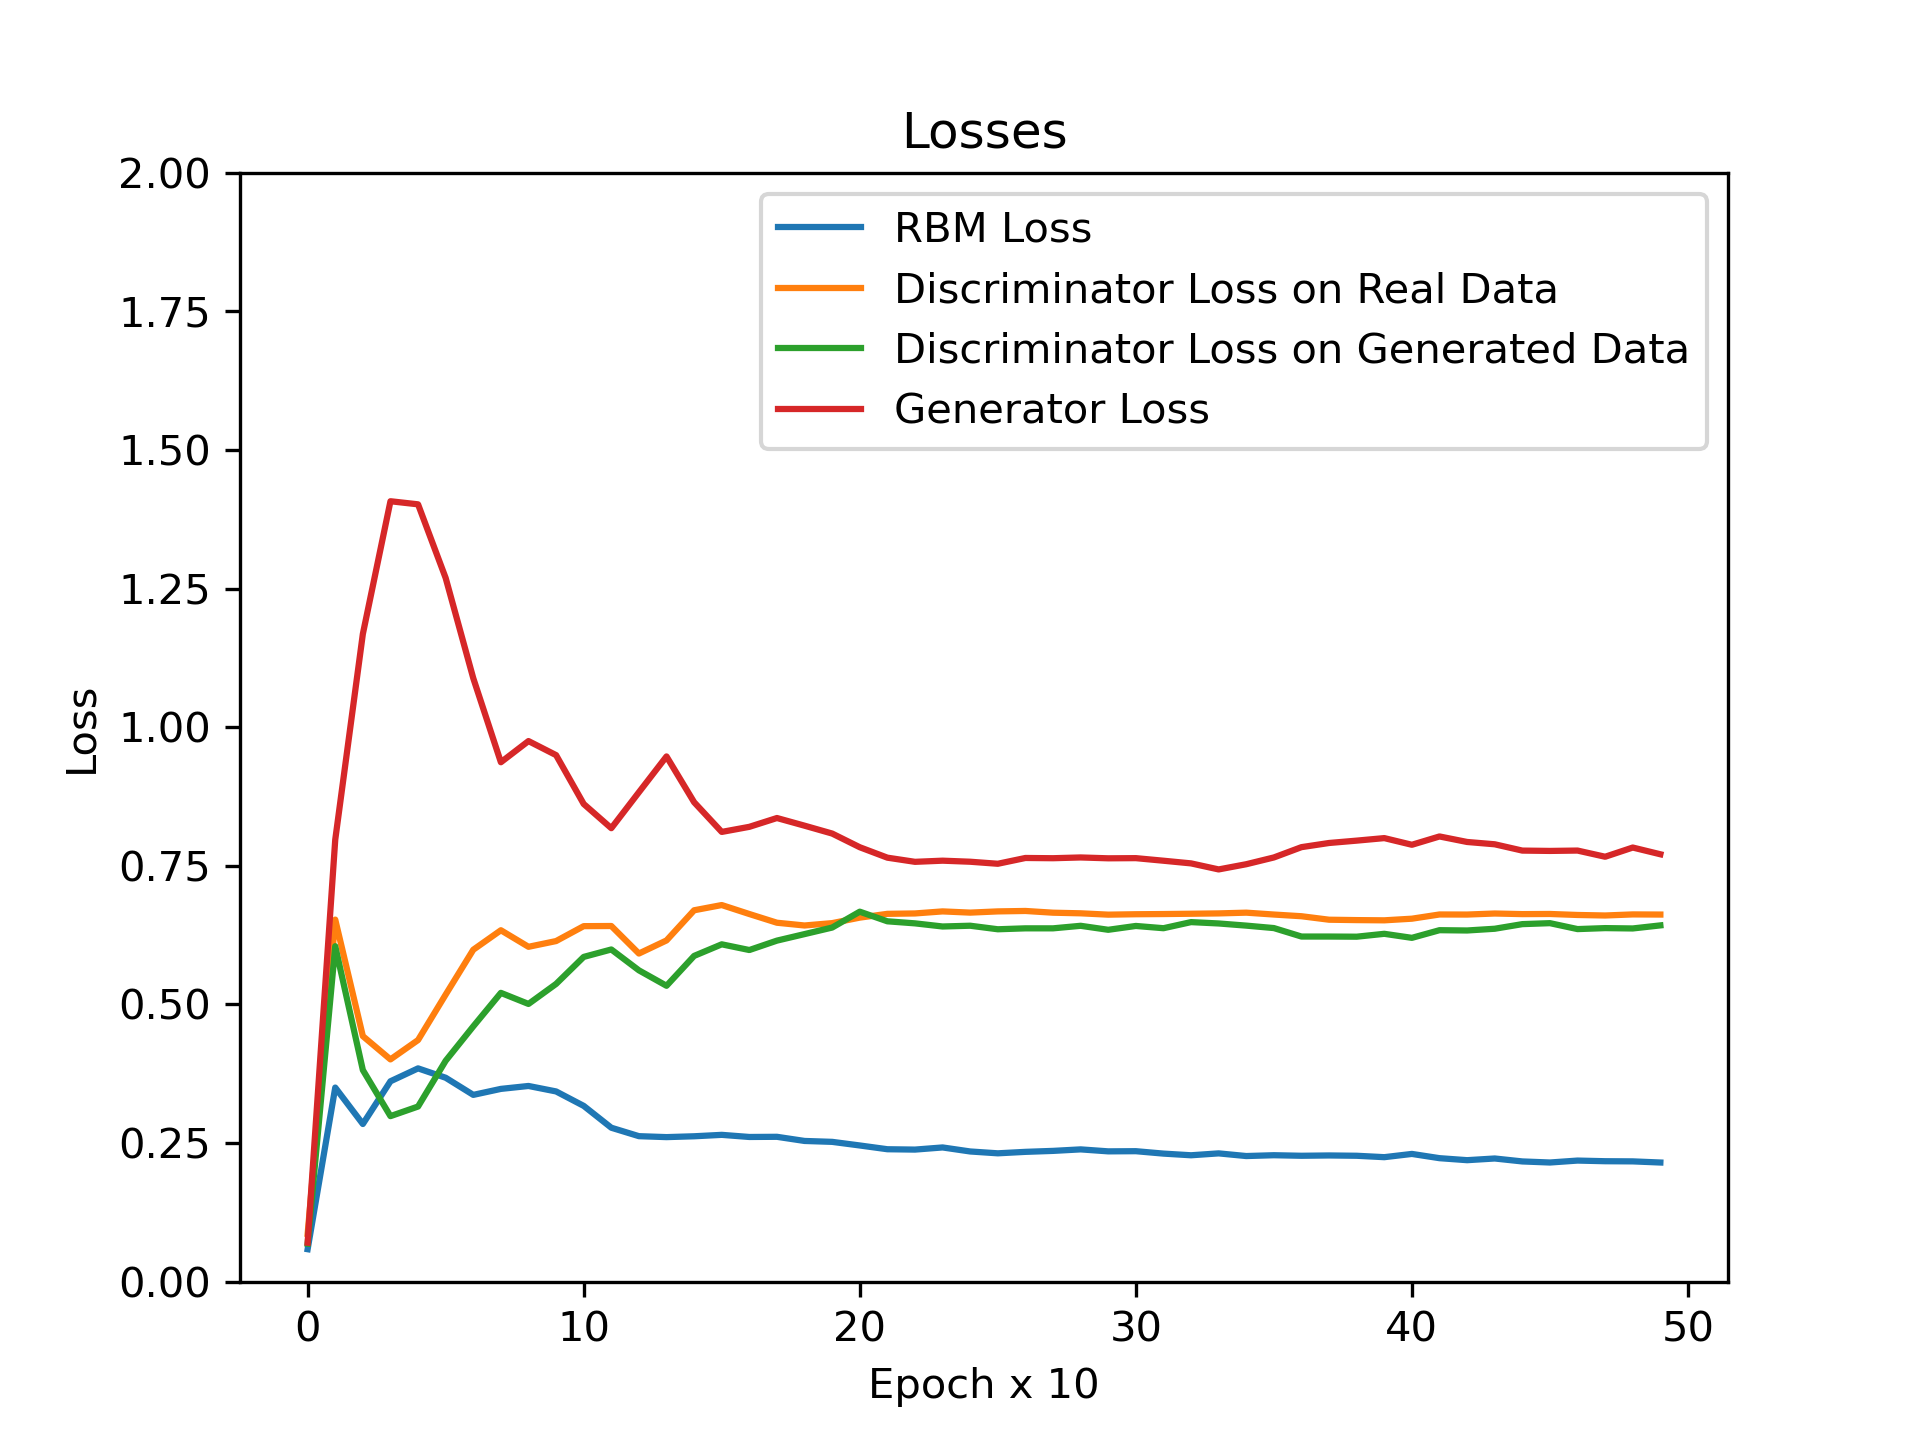 Losses
2.00
1.75
1.50
1.25
1.00
0.75
0.50
0.25
0.00
Loss
RBM Loss
Discriminator Loss on Real Data
Discriminator Loss on Generated Data
Generator Loss
0 10 20 30 40 50
Epoch x 10